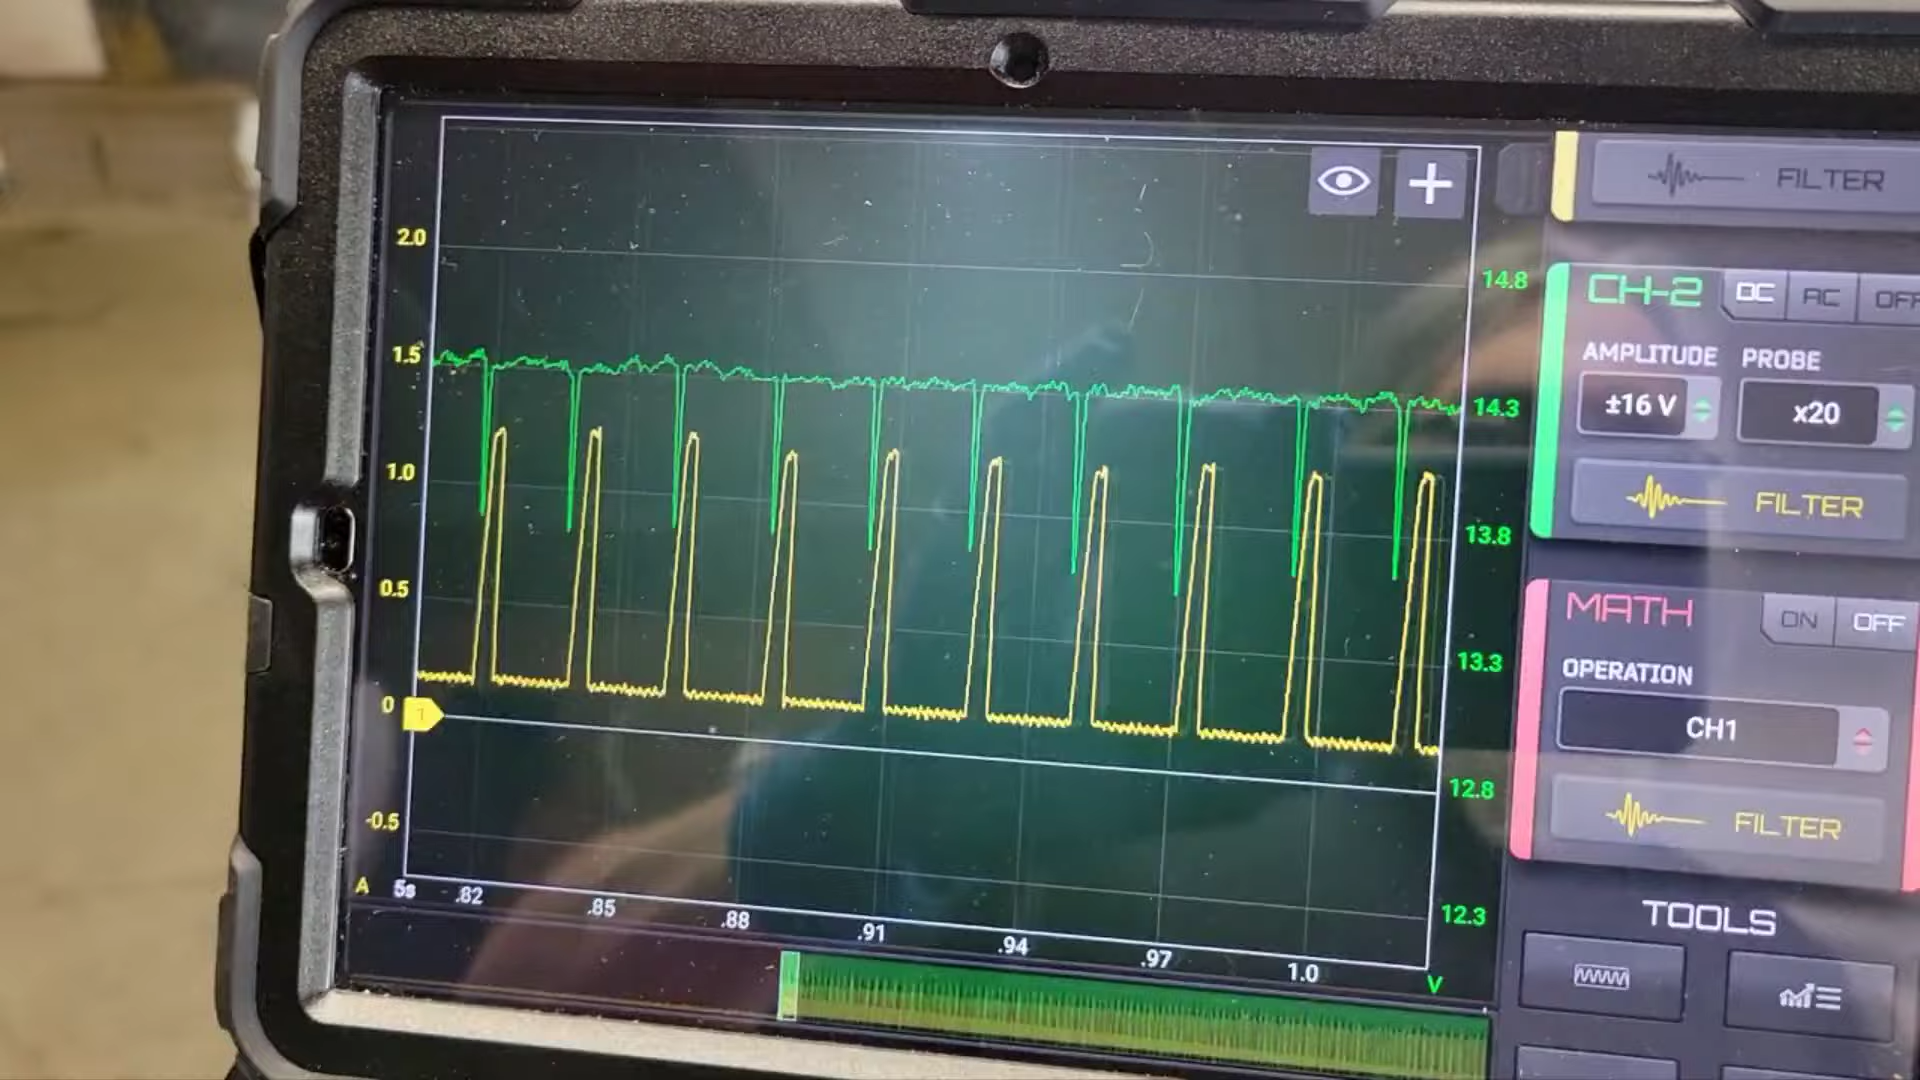 FILTER
2.0
1.5
1.0
0.5
0
-0.5
1
14.8
14.3
13.8
13.3
12.8
12.3
A
5s
.82
.85
.88
.91
.94
.97
1.0
V
CH-2 DC AC OFF
AMPLITUDE PROBE
±16 V x20
FILTER
MATH ON OFF
OPERATION
CH1
FILTER
TOOLS